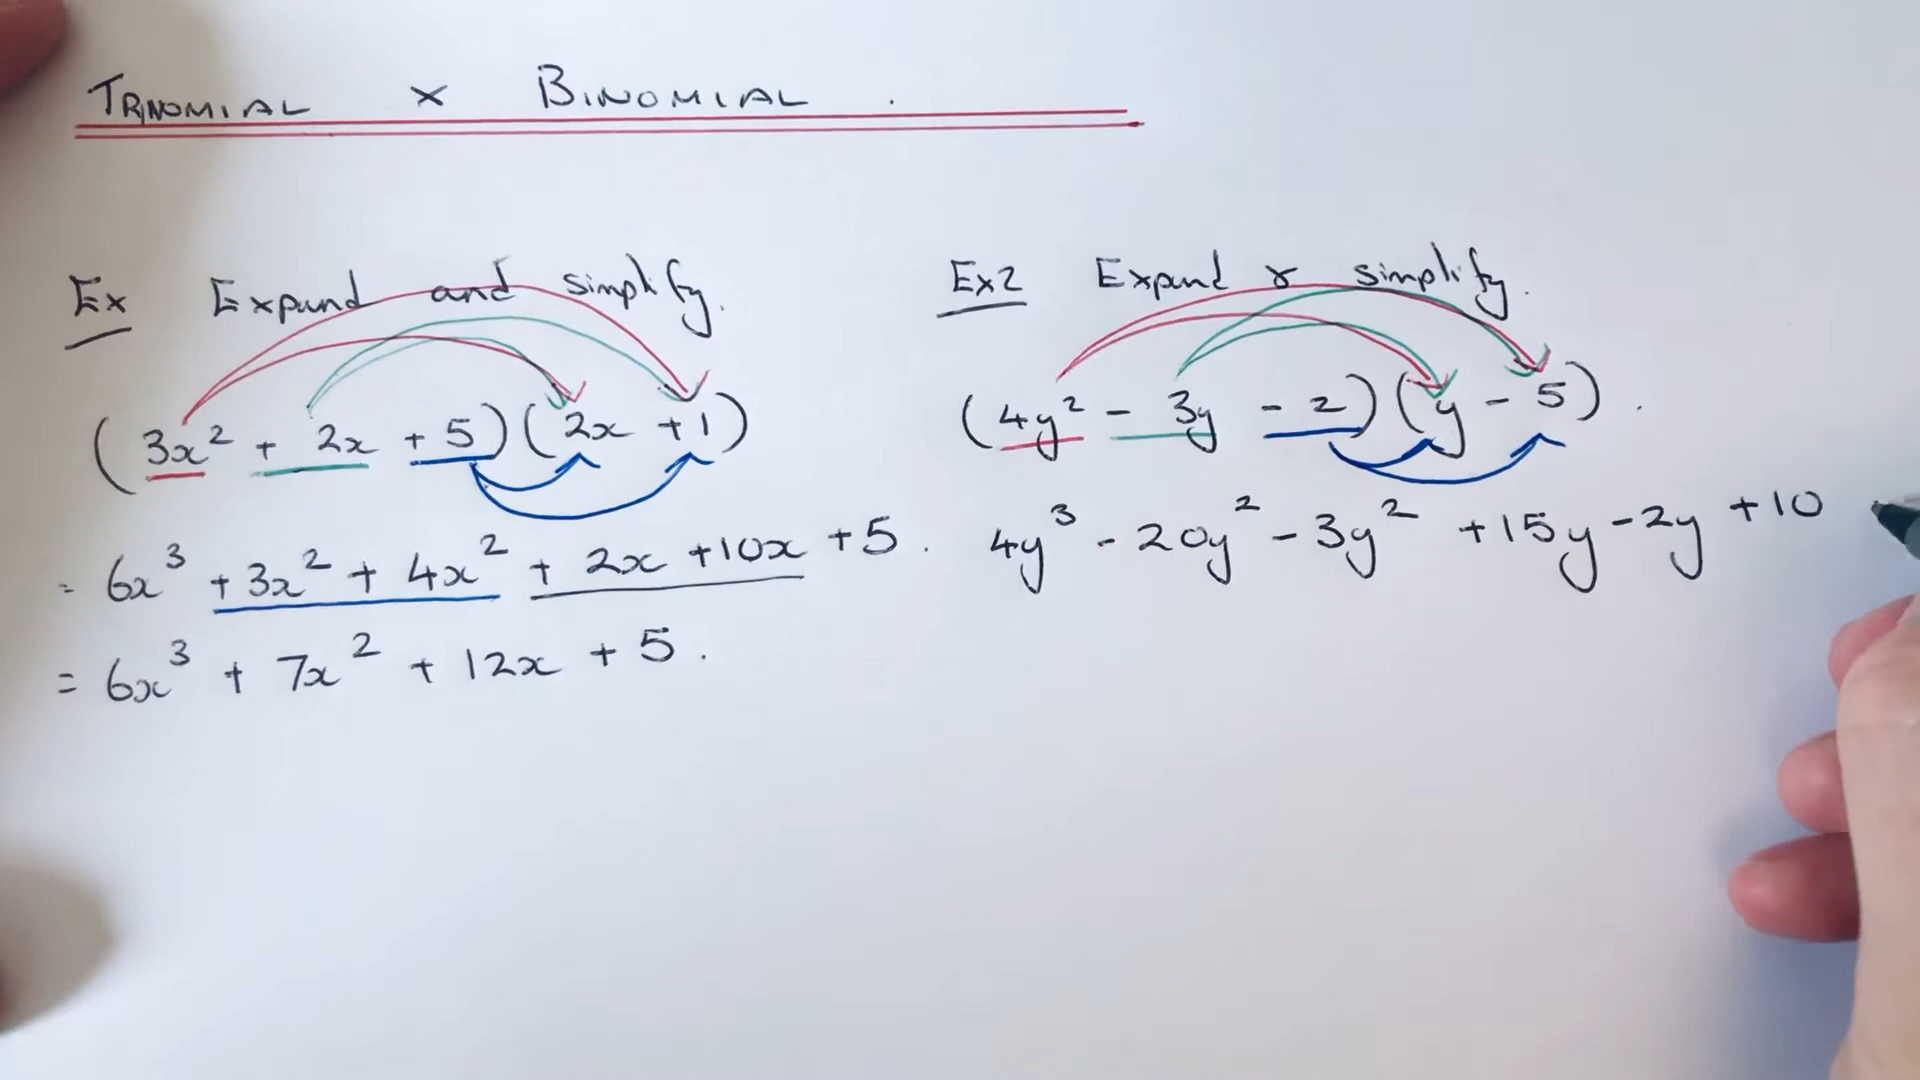 TRINOMIAL × BINOMIAL .
Ex Expand and simplify.
(3x² + 2x + 5)(2x + 1)
= 6x³ + 3x² + 4x² + 2x + 10x + 5 .
= 6x³ + 7x² + 12x + 5 .
Ex2 Expand & simplify.
(4y² - 3y - 2)(y - 5) .
4y³ - 20y² - 3y² + 15y - 2y + 10